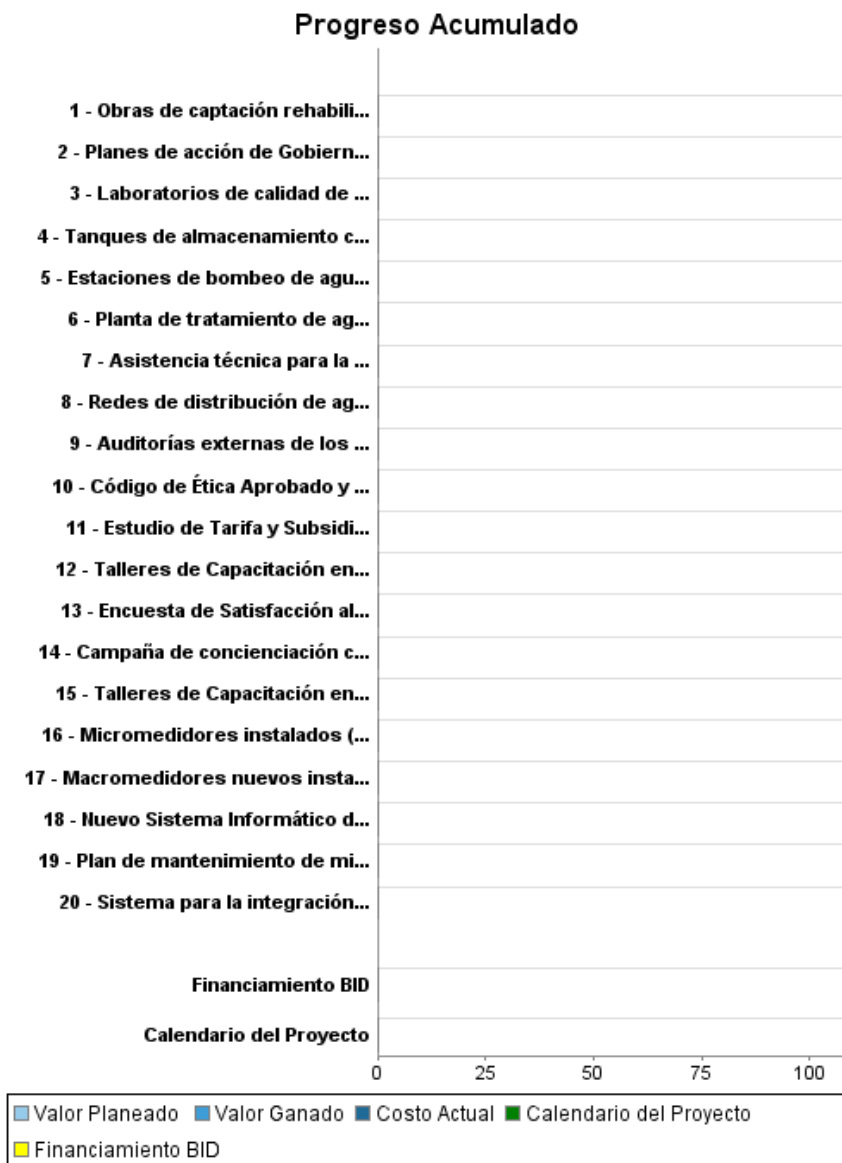 Progreso Acumulado
1 - Obras de captación rehabili...
2 - Planes de acción de Gobiern...
3 - Laboratorios de calidad de ...
4 - Tanques de almacenamiento c...
5 - Estaciones de bombeo de agu...
6 - Planta de tratamiento de ag...
7 - Asistencia técnica para la ...
8 - Redes de distribución de ag...
9 - Auditorías externas de los ...
10 - Código de Ética Aprobado y ...
11 - Estudio de Tarifa y Subsidi...
12 - Talleres de Capacitación en...
13 - Encuesta de Satisfacción al...
14 - Campaña de concienciación c...
15 - Talleres de Capacitación en...
16 - Micromedidores instalados (...
17 - Macromedidores nuevos insta...
18 - Nuevo Sistema Informático d...
19 - Plan de mantenimiento de mi...
20 - Sistema para la integración...
Financiamiento BID
Calendario del Proyecto
0 25 50 75 100
Valor Planeado Valor Ganado Costo Actual Calendario del Proyecto
Financiamiento BID